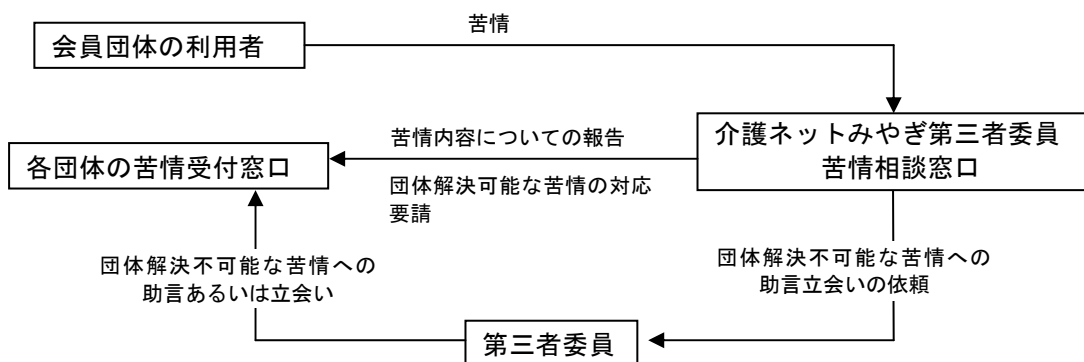 苦情
会員団体の利用者
介護ネットみやぎ第三者委員
苦情相談窓口
苦情内容についての報告
各団体の苦情受付窓口
団体解決可能な苦情の対応
要請
団体解決不可能な苦情への
助言あるいは立会い
団体解決不可能な苦情への
助言立会いの依頼
第三者委員